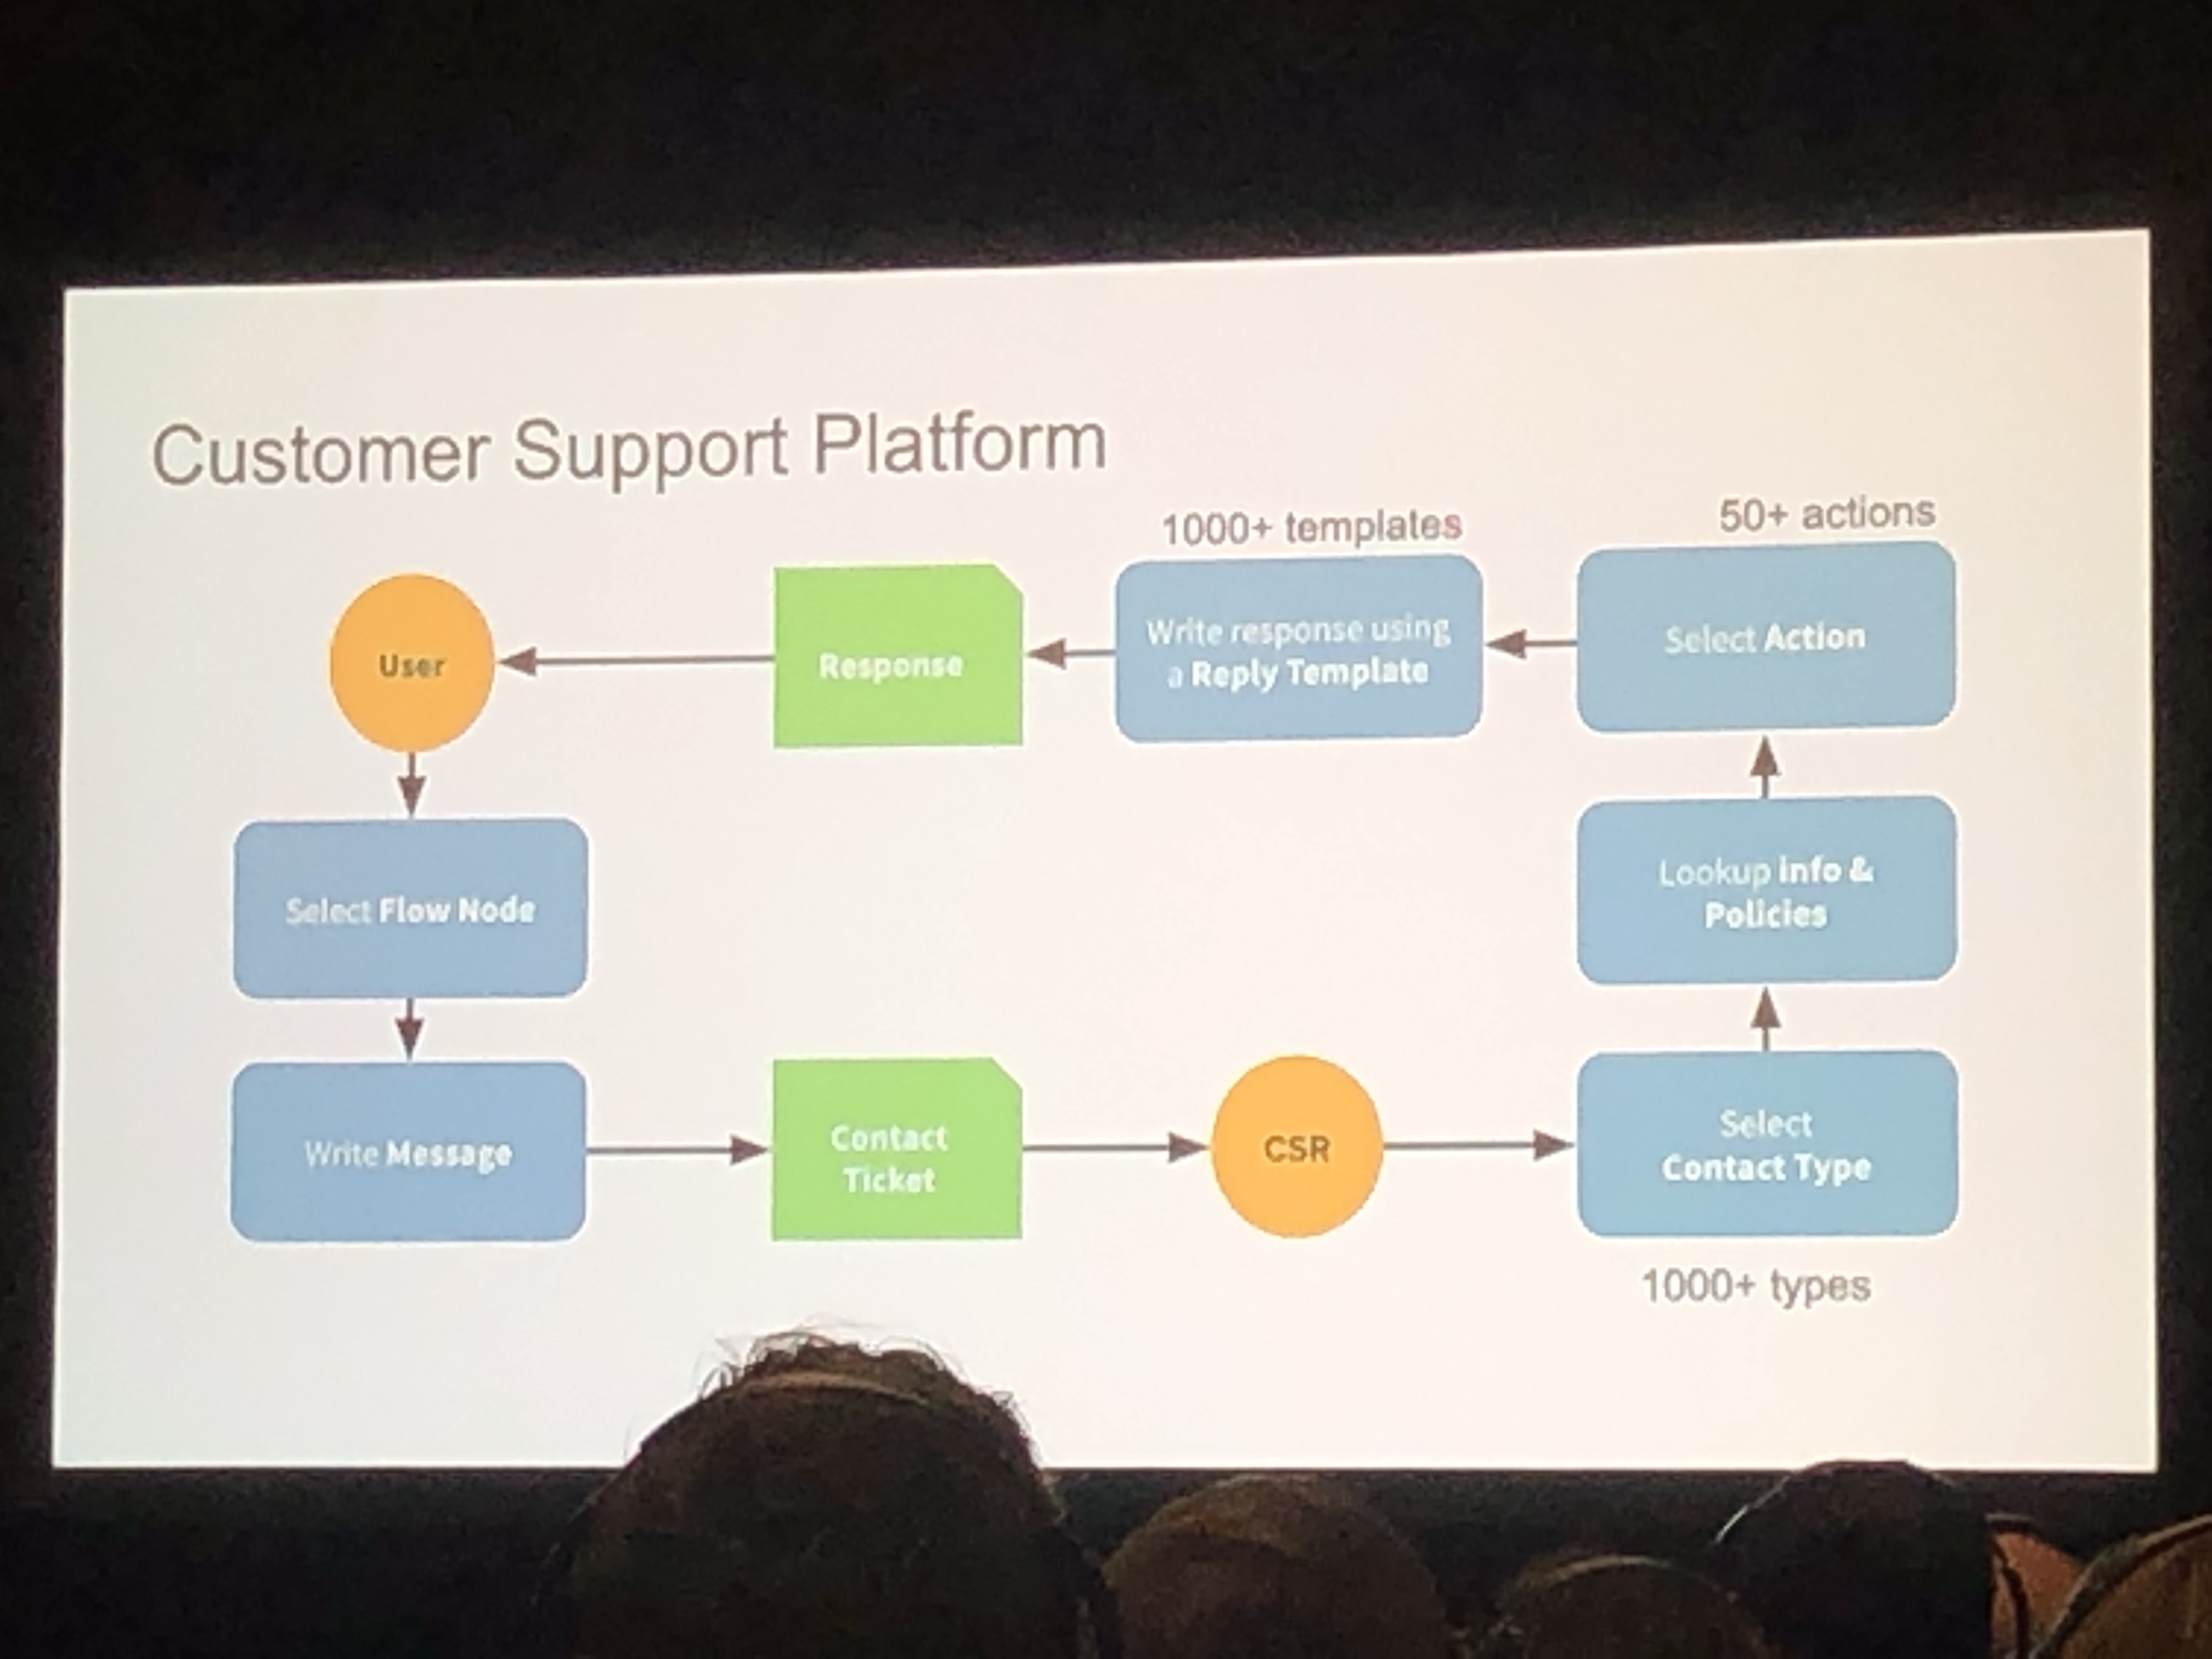 Customer Support Platform
1000+ templates
50+ actions
User
Response
Write response using
a Reply Template
Select Action
Select Flow Node
Lookup info &
Policies
Write Message
Contact
Ticket
CSR
Select
Contact Type
1000+ types